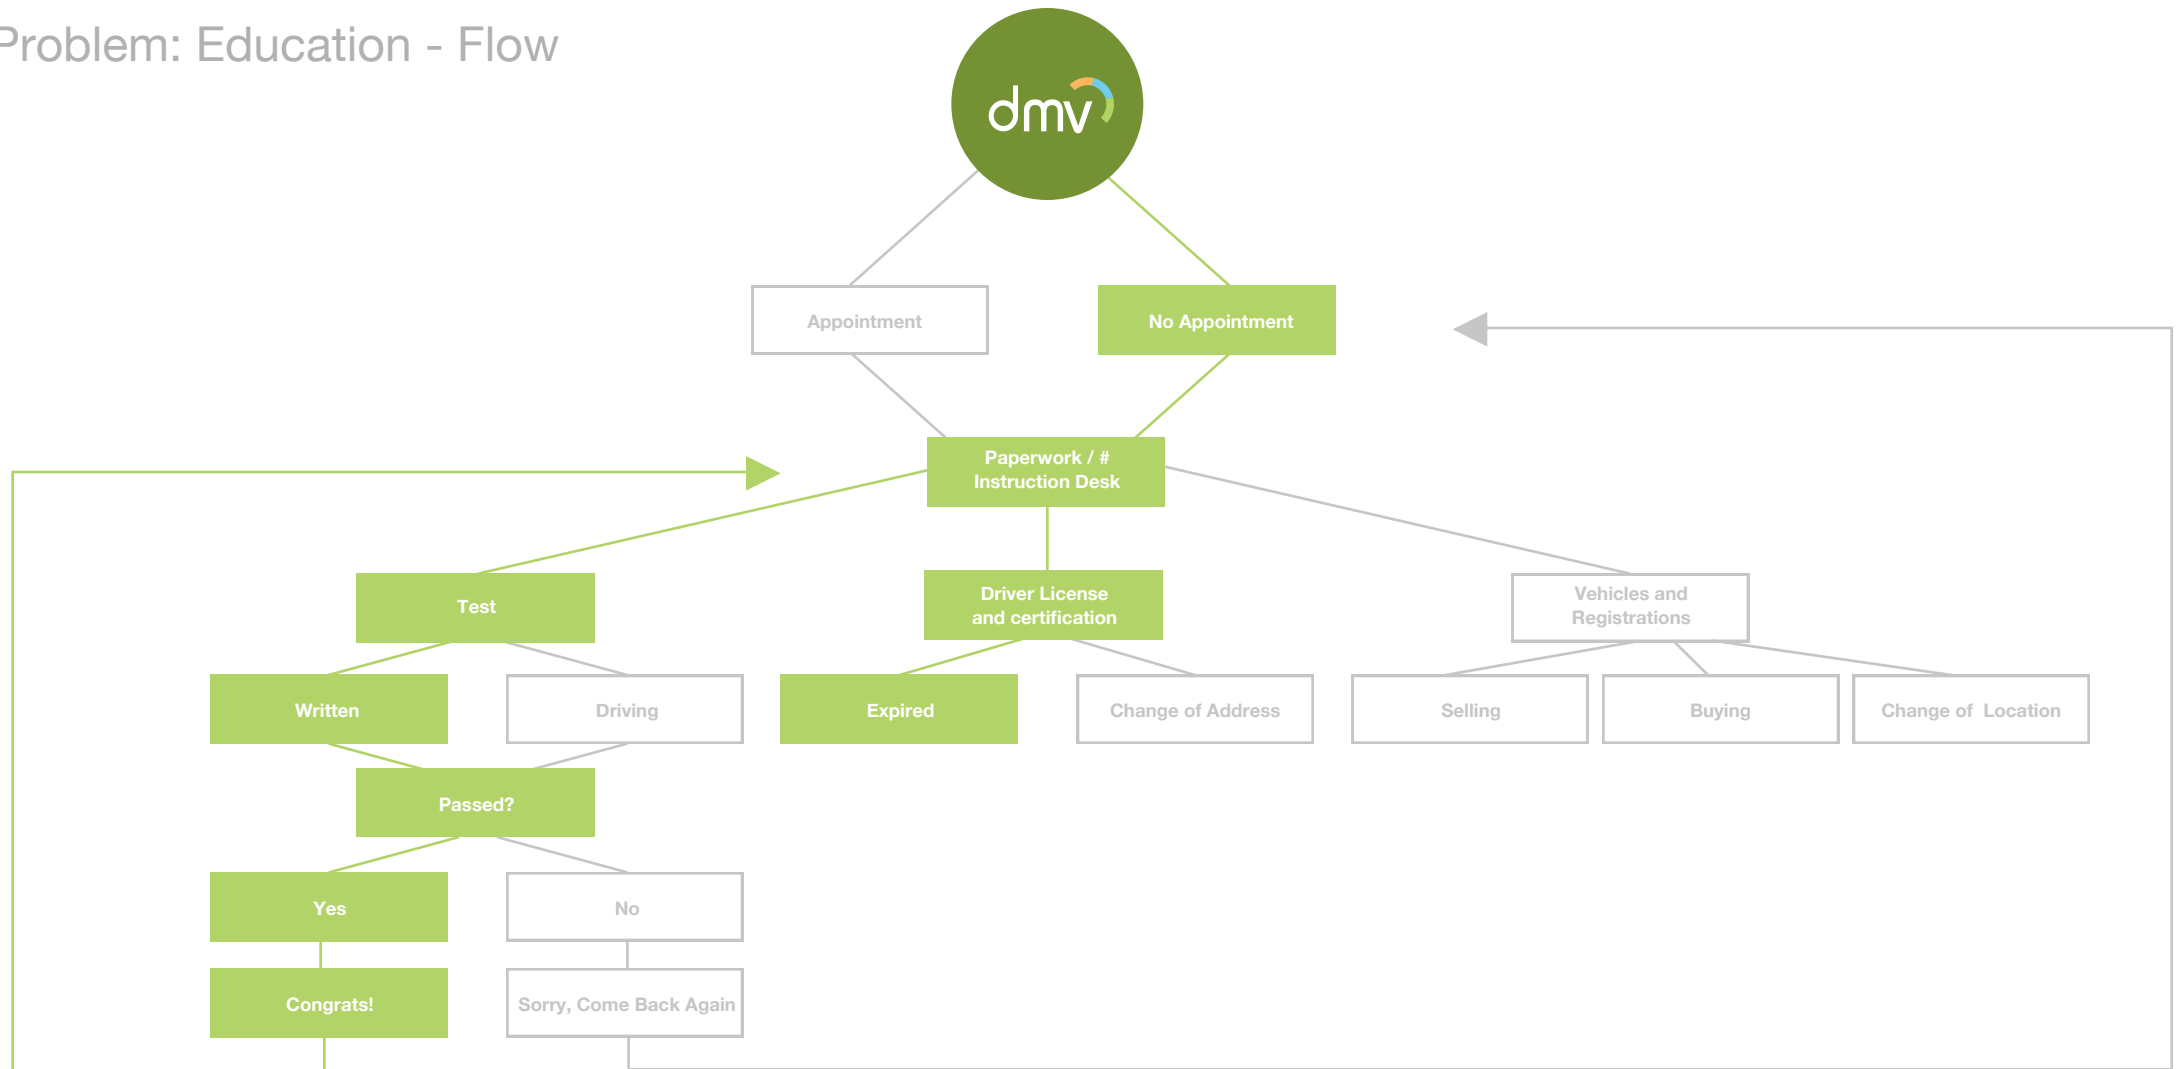 Problem: Education - Flow
dmv
Appointment
No Appointment
Paperwork / #
Instruction Desk
Test
Driver License
and certification
Vehicles and
Registrations
Written
Driving
Expired
Change of Address
Selling
Buying
Change of  Location
Passed?
Yes
No
Congrats!
Sorry, Come Back Again